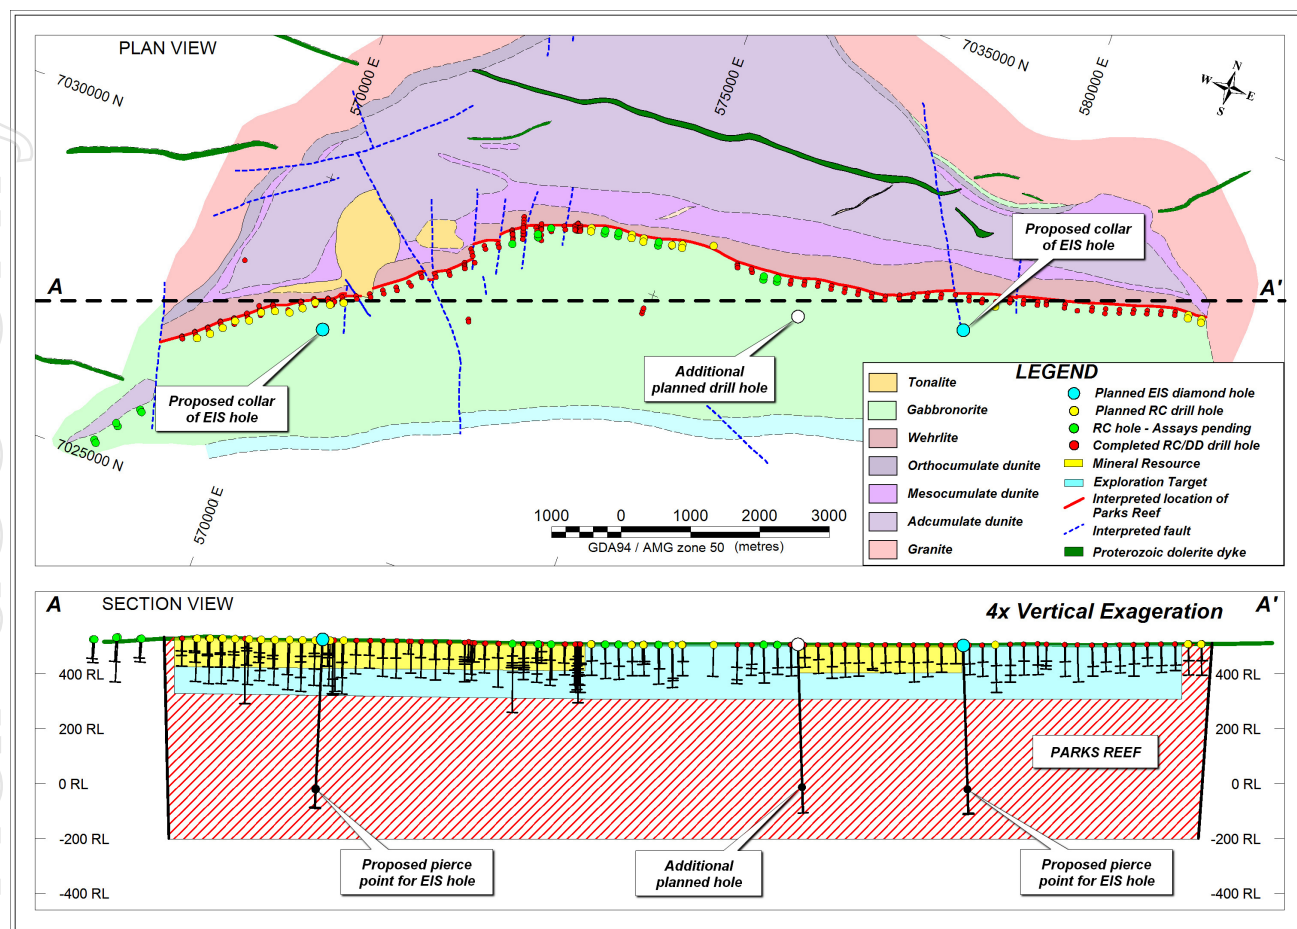 PLAN VIEW
7030000 N
570000 E
575000 E
7035000 N
580000 E
N
W
E
S
Proposed collar
of EIS hole
A
A'
Additional
planned drill hole
Proposed collar
of EIS hole
7025000 N
570000 E
LEGEND
Tonalite
Gabbronorite
Wehrlite
Orthocumulate dunite
Mesocumulate dunite
Adcumulate dunite
Granite
Planned EIS diamond hole
Planned RC drill hole
RC hole - Assays pending
Completed RC/DD drill hole
Mineral Resource
Exploration Target
Interpreted location of
Parks Reef
Interpreted fault
Proterozoic dolerite dyke
1000 0 1000 2000 3000
GDA94 / AMG zone 50 (metres)
A
SECTION VIEW
4x Vertical Exageration
A'
400 RL
400 RL
200 RL
200 RL
PARKS REEF
0 RL
0 RL
-200 RL
-200 RL
Proposed pierce
point for EIS hole
Additional
planned hole
Proposed pierce
point for EIS hole
-400 RL
-400 RL